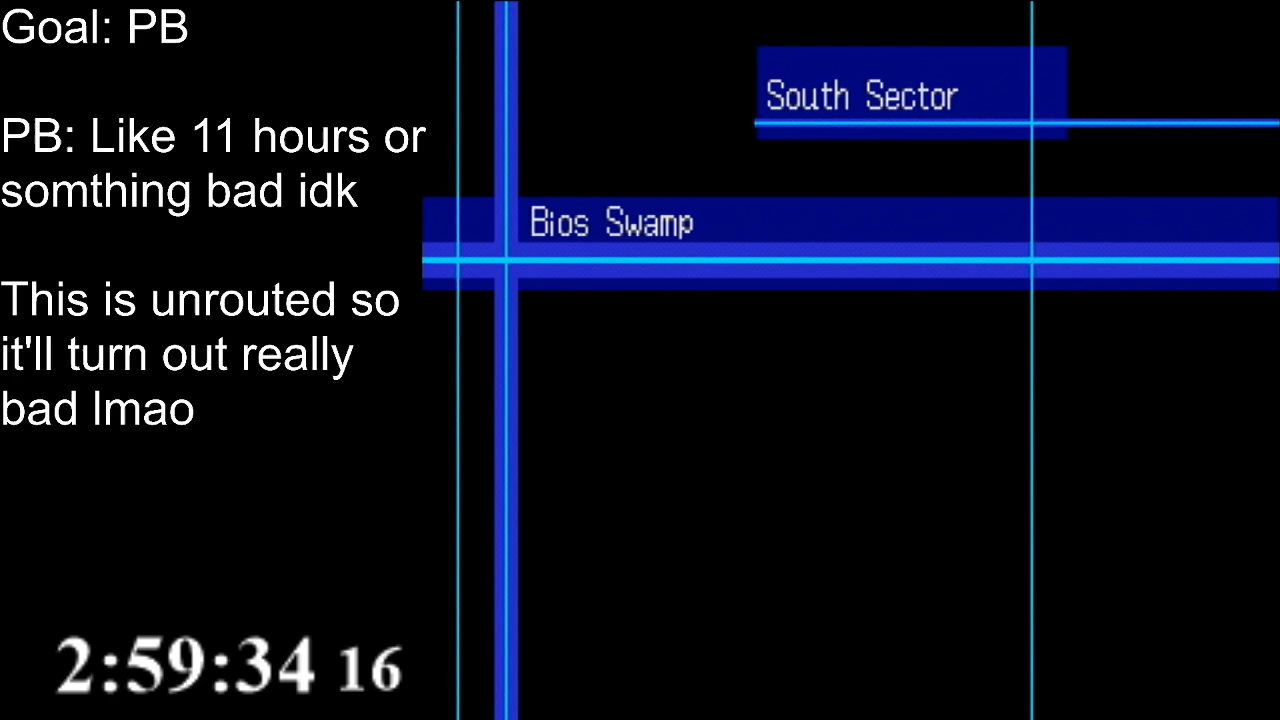 Goal: PB
PB: Like 11 hours or
somthing bad idk
This is unrouted so
it'll turn out really
bad lmao
South Sector
Bios Swamp
2:59:34 16